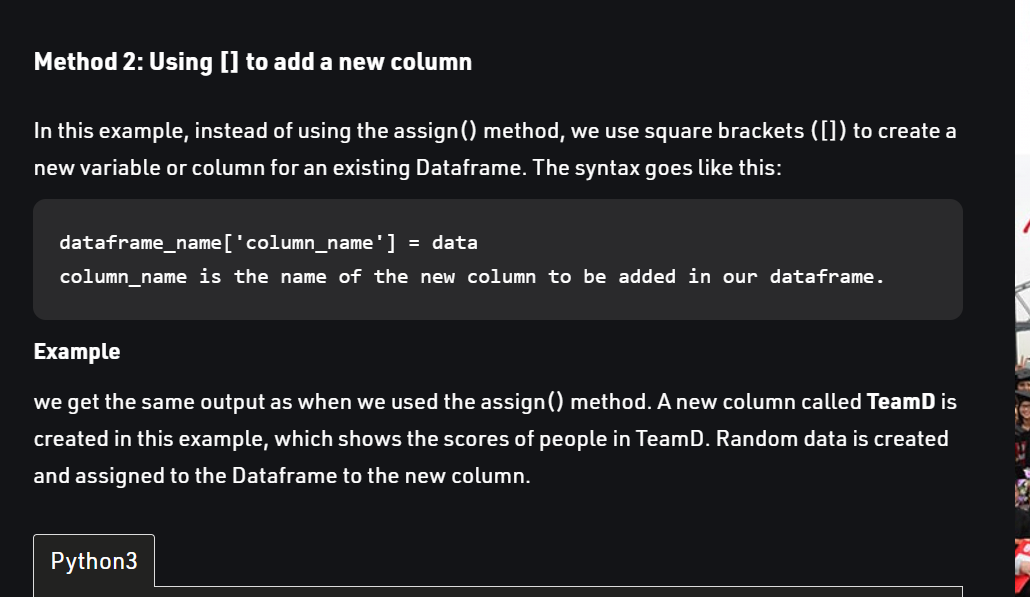 Method 2: Using [] to add a new column
In this example, instead of using the assign() method, we use square brackets ([]) to create a
new variable or column for an existing Dataframe. The syntax goes like this:
dataframe_name['column_name'] = data
column_name is the name of the new column to be added in our dataframe.
Example
we get the same output as when we used the assign() method. A new column called TeamD is
created in this example, which shows the scores of people in TeamD. Random data is created
and assigned to the Dataframe to the new column.
Python3